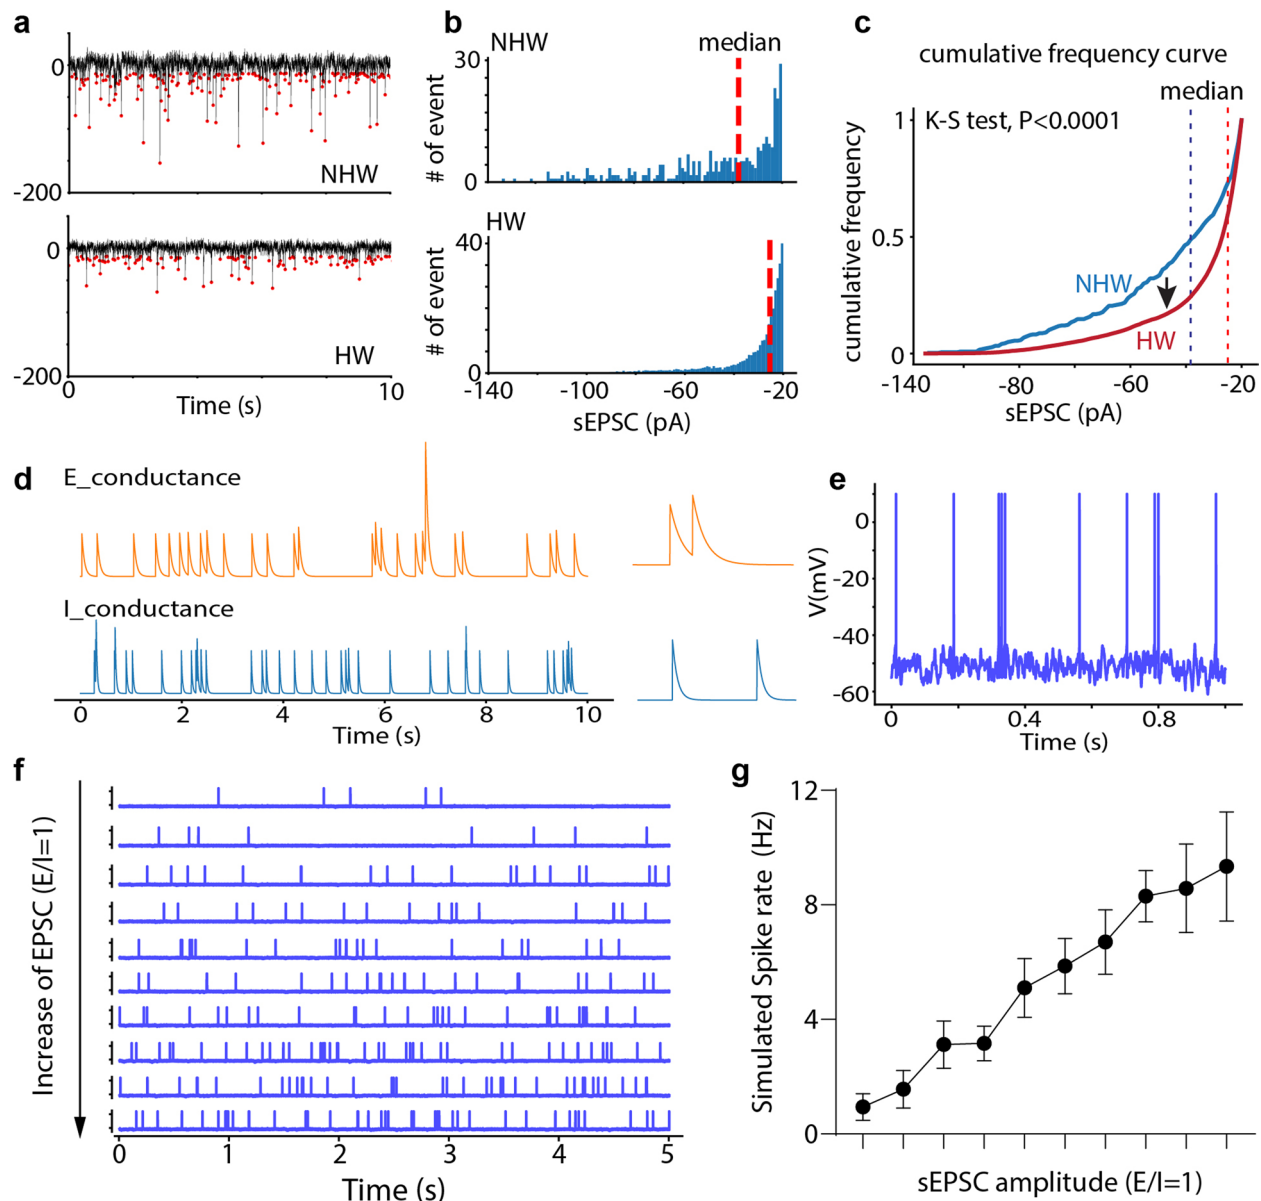 a
0
-200
NHW
0
-200
HW
0
10
Time (s)
b
NHW
median
30
0
# of event
HW
40
0
# of event
-140
-100
-60
-20
sEPSC (pA)
c
cumulative frequency curve
median
K-S test, P<0.0001
1
0.5
0
cumulative frequency
NHW
HW
-140
-80
-60
-20
sEPSC (pA)
d
E_conductance
I_conductance
0
2
4
6
8
10
Time (s)
e
0
-20
-40
-60
V(mV)
0
0.4
0.8
Time (s)
f
Increase of EPSC (E/I=1)
0
1
2
3
4
5
Time (s)
g
12
8
4
0
Simulated Spike rate (Hz)
sEPSC amplitude (E/I=1)